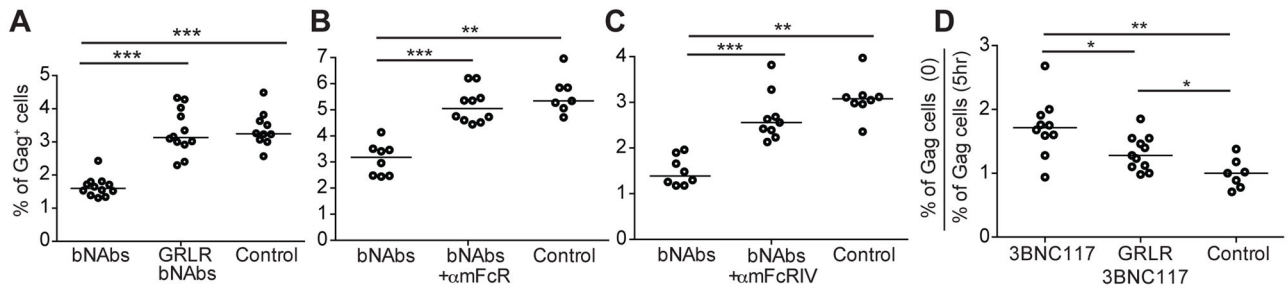 A
***
***
% of Gag+ cells
5
4
3
2
1
0
bNAbs
GRLR
bNAbs
Control
B
**
***
7
6
5
4
3
2
1
0
bNAbs
bNAbs
+αmFcR
Control
C
**
***
4
3
2
1
0
bNAbs
bNAbs
+αmFcRIV
Control
D
**
*
*
% of Gag cells (0)
% of Gag cells (5hr)
3
2
1
0
3BNC117
GRLR
3BNC117
Control